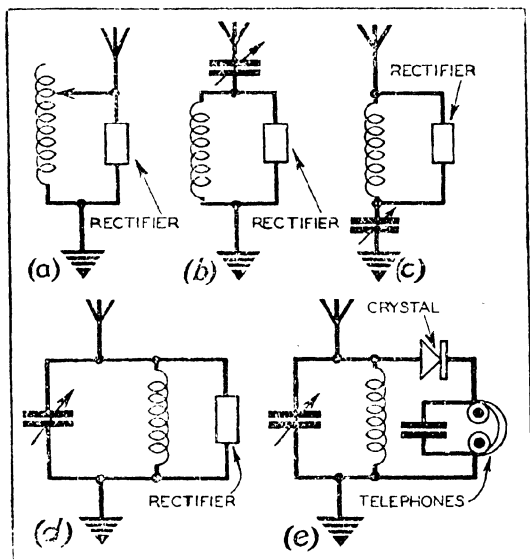 RECTIFIER
RECTIFIER
RECTIFIER
(a)
(b)
(c)
CRYSTAL
RECTIFIER
TELEPHONES
(d)
(e)